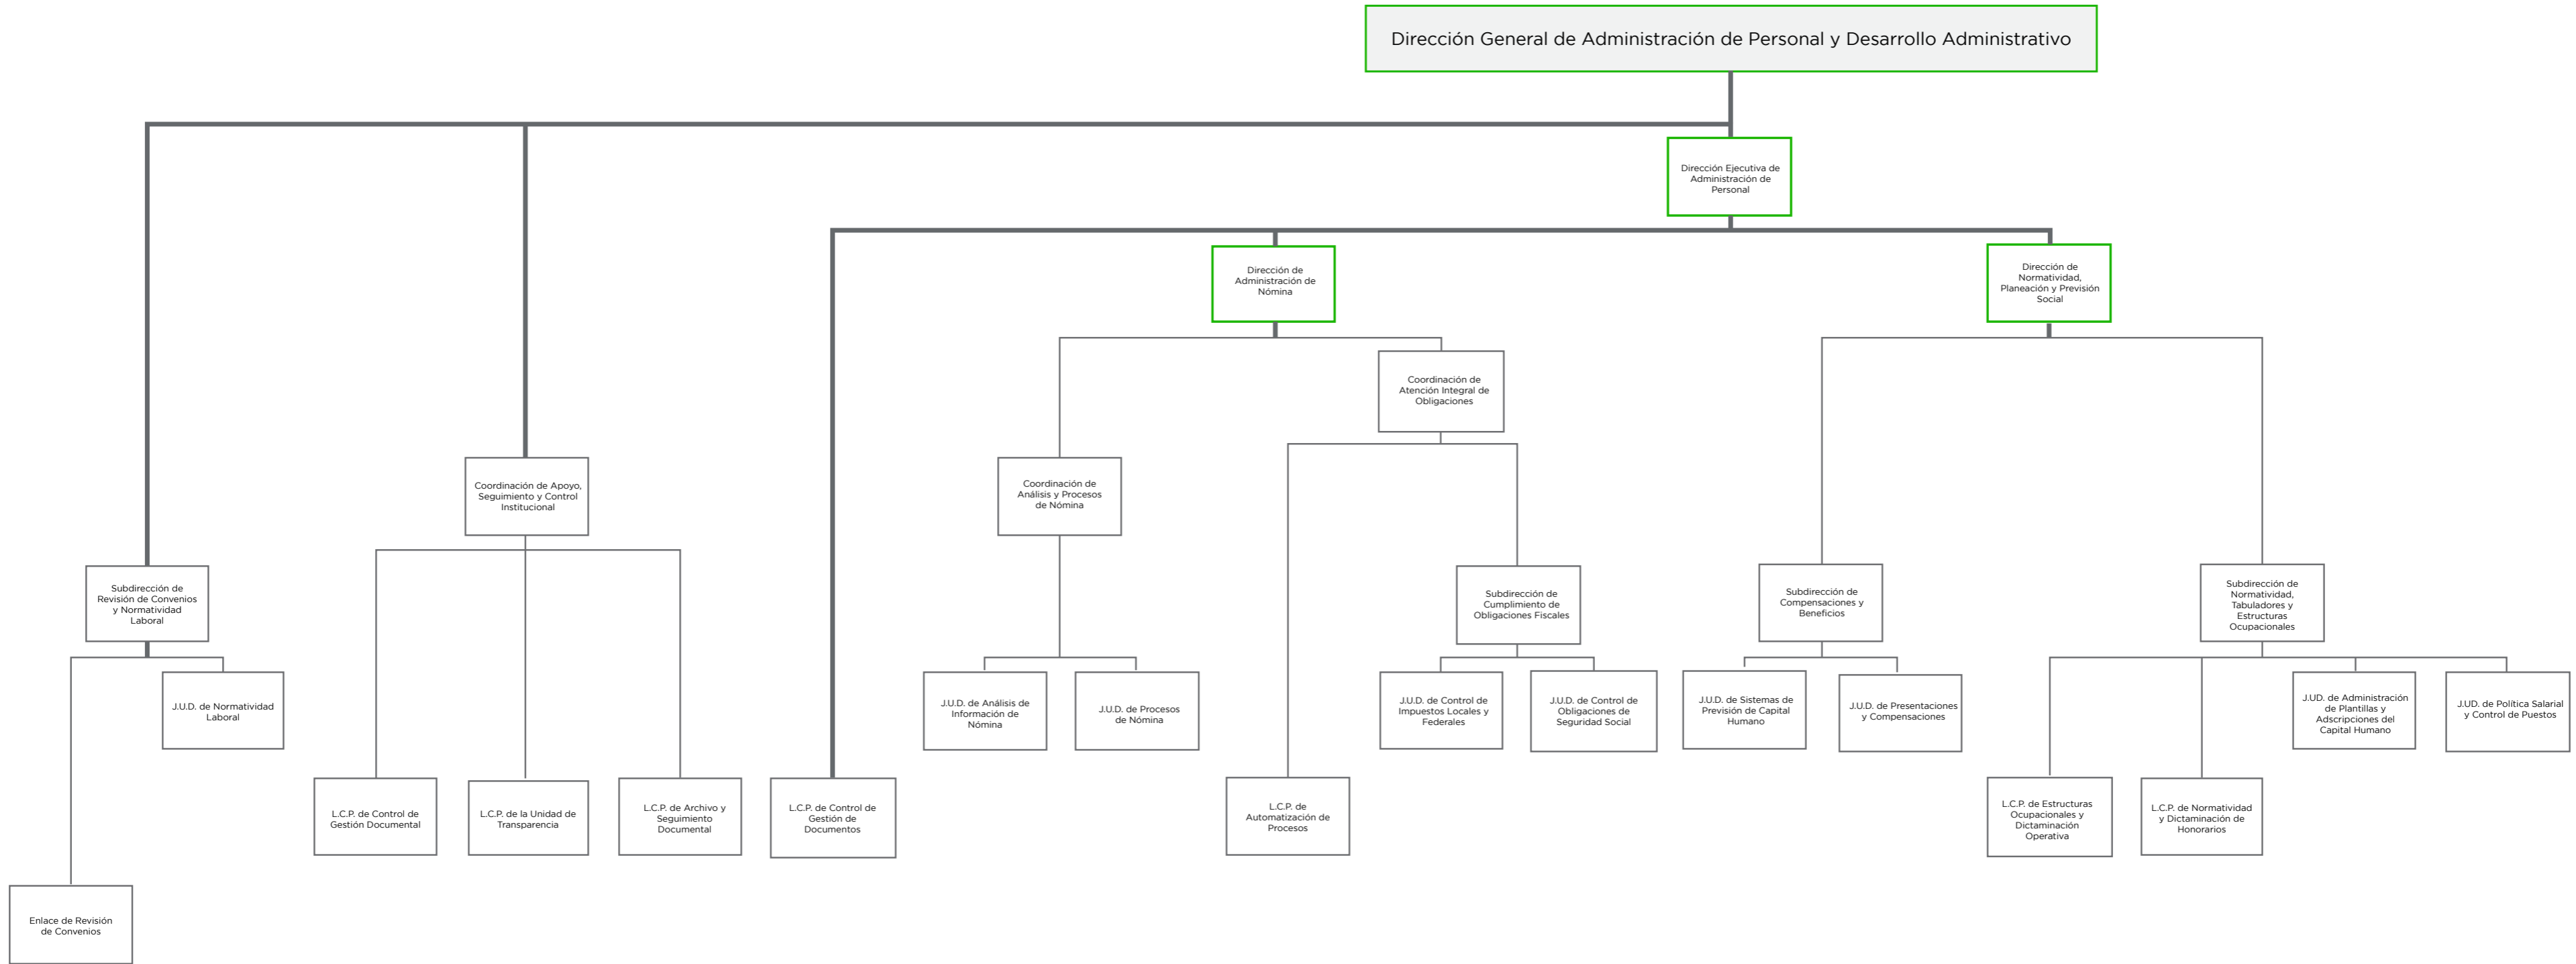 Dirección General de Administración de Personal y Desarrollo Administrativo
Dirección Ejecutiva de
Administración de
Personal
Dirección de
Administración de
Nómina
Dirección de
Normatividad,
Planeación y Previsión
Social
Coordinación de
Atención Integral de
Obligaciones
Coordinación de Apoyo,
Seguimiento y Control
Institucional
Coordinación de
Análisis y Procesos
de Nómina
Subdirección de
Revisión de Convenios
y Normatividad
Laboral
Subdirección de
Cumplimiento de
Obligaciones Fiscales
Subdirección de
Compensaciones y
Beneficios
Subdirección de
Normatividad,
Tabuladores y
Estructuras
Ocupacionales
J.U.D. de Normatividad
Laboral
J.U.D. de Análisis de
Información de
Nómina
J.U.D. de Procesos
de Nómina
J.U.D. de Control de
Impuestos Locales y
Federales
J.U.D. de Control de
Obligaciones de
Seguridad Social
J.U.D. de Sistemas de
Previsión de Capital
Humano
J.U.D. de Presentaciones
y Compensaciones
J.UD. de Administración
de Plantillas y
Adscripciones del
Capital Humano
J.UD. de Política Salarial
y Control de Puestos
L.C.P. de Control de
Gestión Documental
L.C.P. de la Unidad de
Transparencia
L.C.P. de Archivo y
Seguimiento
Documental
L.C.P. de Control de
Gestión de
Documentos
L.C.P. de
Automatización de
Procesos
L.C.P. de Estructuras
Ocupacionales y
Dictaminación
Operativa
L.C.P. de Normatividad
y Dictaminación de
Honorarios
Enlace de Revisión
de Convenios